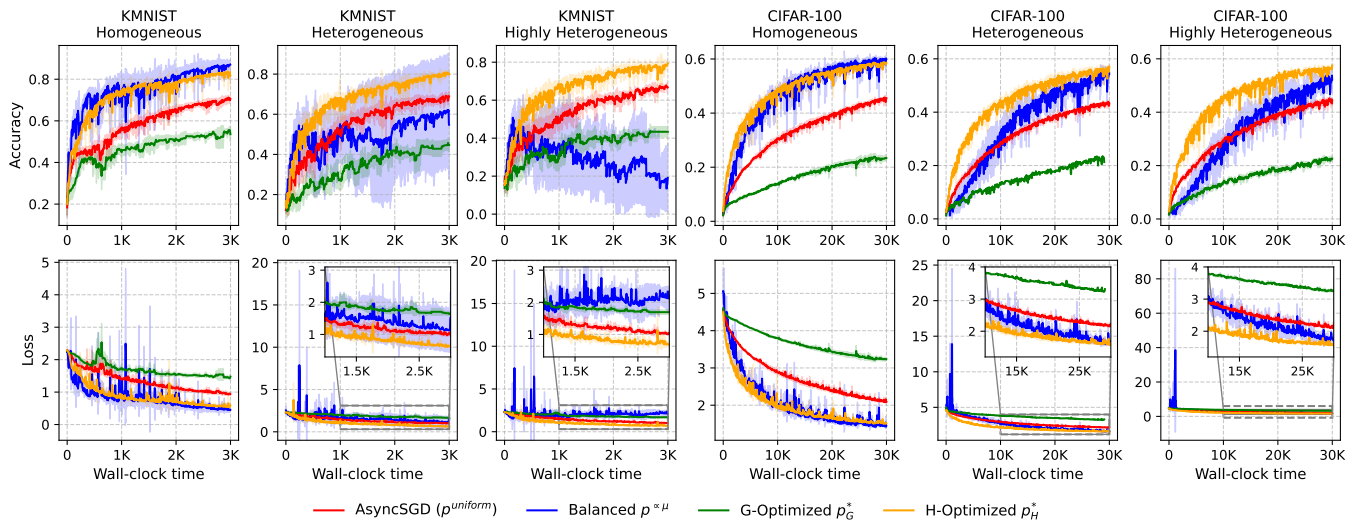 KMNIST
Homogeneous
KMNIST
Heterogeneous
KMNIST
Highly Heterogeneous
CIFAR-100
Homogeneous
CIFAR-100
Heterogeneous
CIFAR-100
Highly Heterogeneous
Accuracy
0.8
0.6
0.4
0.2
0 1K 2K 3K
0.8
0.6
0.4
0.2
0 1K 2K 3K
0.8
0.6
0.4
0.2
0.0
0 1K 2K 3K
0.6
0.4
0.2
0.0
0 10K 20K 30K
0.6
0.4
0.2
0.0
0 10K 20K 30K
0.6
0.4
0.2
0.0
0 10K 20K 30K
Loss
5
4
3
2
1
0
0 1K 2K 3K
Wall-clock time
20
15
10
5
0
3
2
1
1.5K 2.5K
0 1K 2K 3K
Wall-clock time
20
15
10
5
0
3
2
1
1.5K 2.5K
0 1K 2K 3K
Wall-clock time
5
4
3
2
0 10K 20K 30K
Wall-clock time
25
20
15
10
5
0
4
3
2
15K 25K
0 10K 20K 30K
Wall-clock time
80
60
40
20
0
4
3
2
15K 25K
0 10K 20K 30K
Wall-clock time
AsyncSGD (p^uniform) Balanced p^∝μ G-Optimized p*_G H-Optimized p*_H